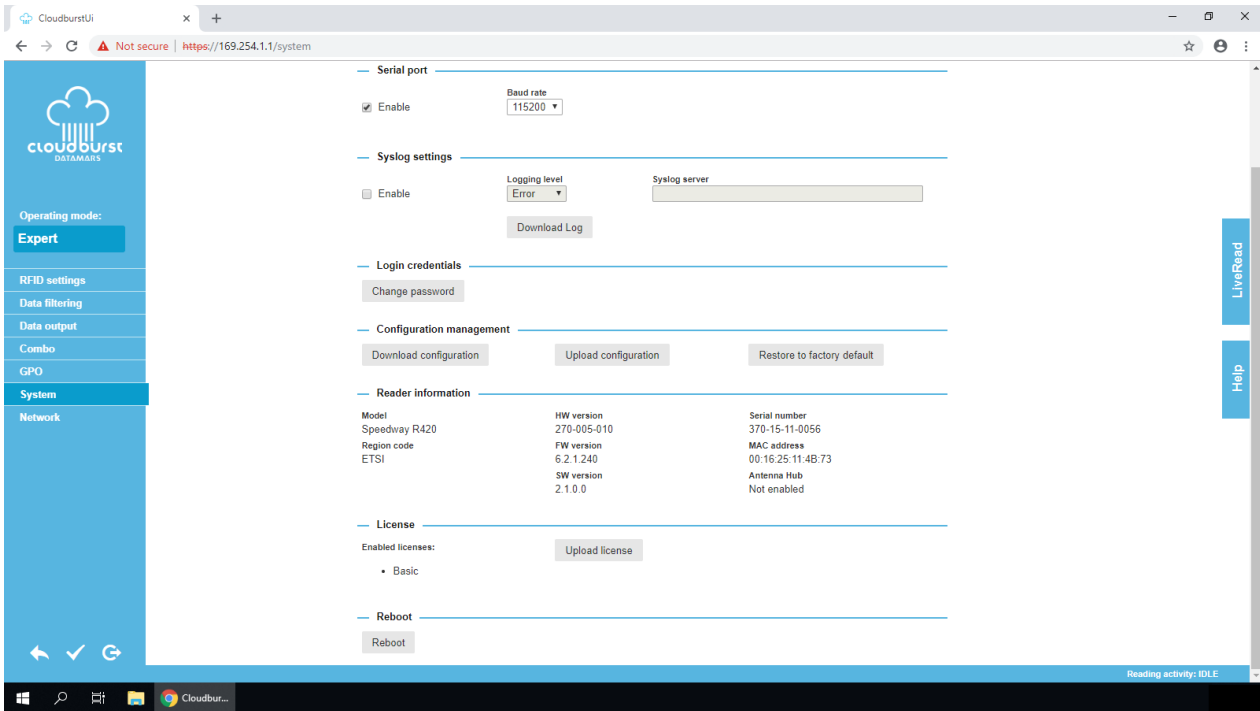 CloudburstUi
Not secure | https://169.254.1.1/system
cloudburst
DATAMARS
Operating mode:
Expert
RFID settings
Data filtering
Data output
Combo
GPO
System
Network
Serial port
Baud rate
Enable 115200
Syslog settings
Logging level Syslog server
Enable Error
Download Log
Login credentials
Change password
Configuration management
Download configuration Upload configuration Restore to factory default
Reader information
Model HW version Serial number
Speedway R420 270-005-010 370-15-11-0056
Region code FW version MAC address
ETSI 6.2.1.240 00:16:25:11:4B:73
SW version Antenna Hub
2.1.0.0 Not enabled
License
Enabled licenses: Upload license
• Basic
Reboot
Reboot
LiveRead
Help
Reading activity: IDLE
Cloudbur...